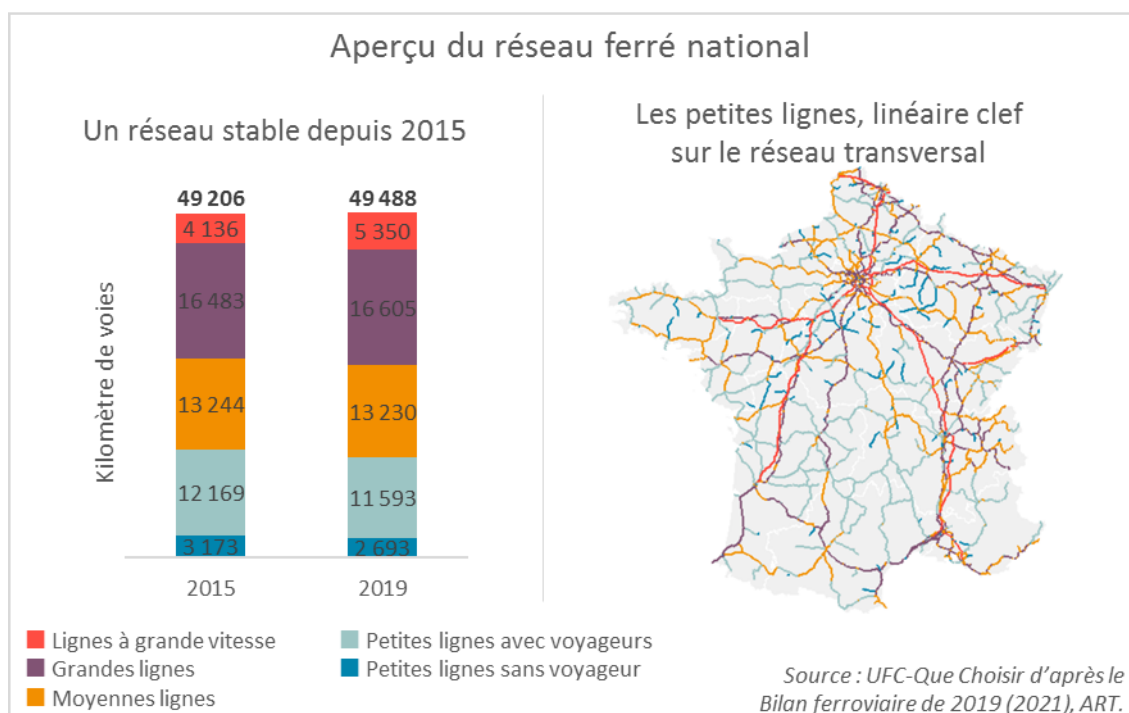 Aperçu du réseau ferré national
Un réseau stable depuis 2015
49 206
49 488
4 136
5 350
16 483
16 605
13 244
13 230
12 169
11 593
3 173
2 693
Kilomètre de voies
2015
2019
Les petites lignes, linéaire clef
sur le réseau transversal
Lignes à grande vitesse
Grandes lignes
Moyennes lignes
Petites lignes avec voyageurs
Petites lignes sans voyageur
Source : UFC-Que Choisir d'après le
Bilan ferroviaire de 2019 (2021), ART.